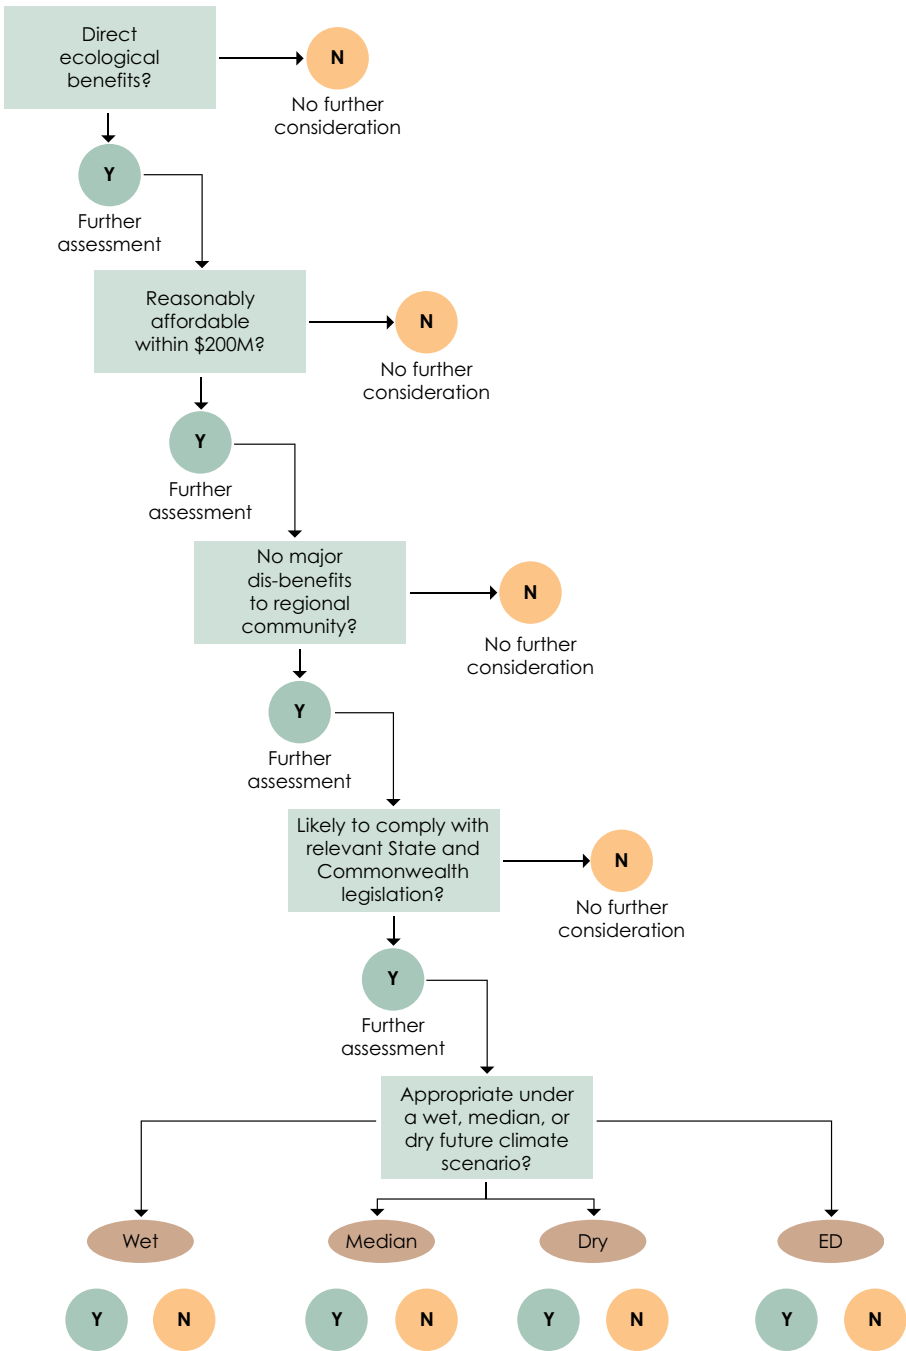 Direct
ecological
benefits?
N
No further
consideration
Y
Further
assessment
Reasonably
affordable
within $200M?
N
No further
consideration
Y
Further
assessment
No major
dis-benefits
to regional
community?
N
No further
consideration
Y
Further
assessment
Likely to comply with
relevant State and
Commonwealth
legislation?
N
No further
consideration
Y
Further
assessment
Appropriate under
a wet, median, or
dry future climate
scenario?
Wet
Median
Dry
ED
Y
N
Y
N
Y
N
Y
N